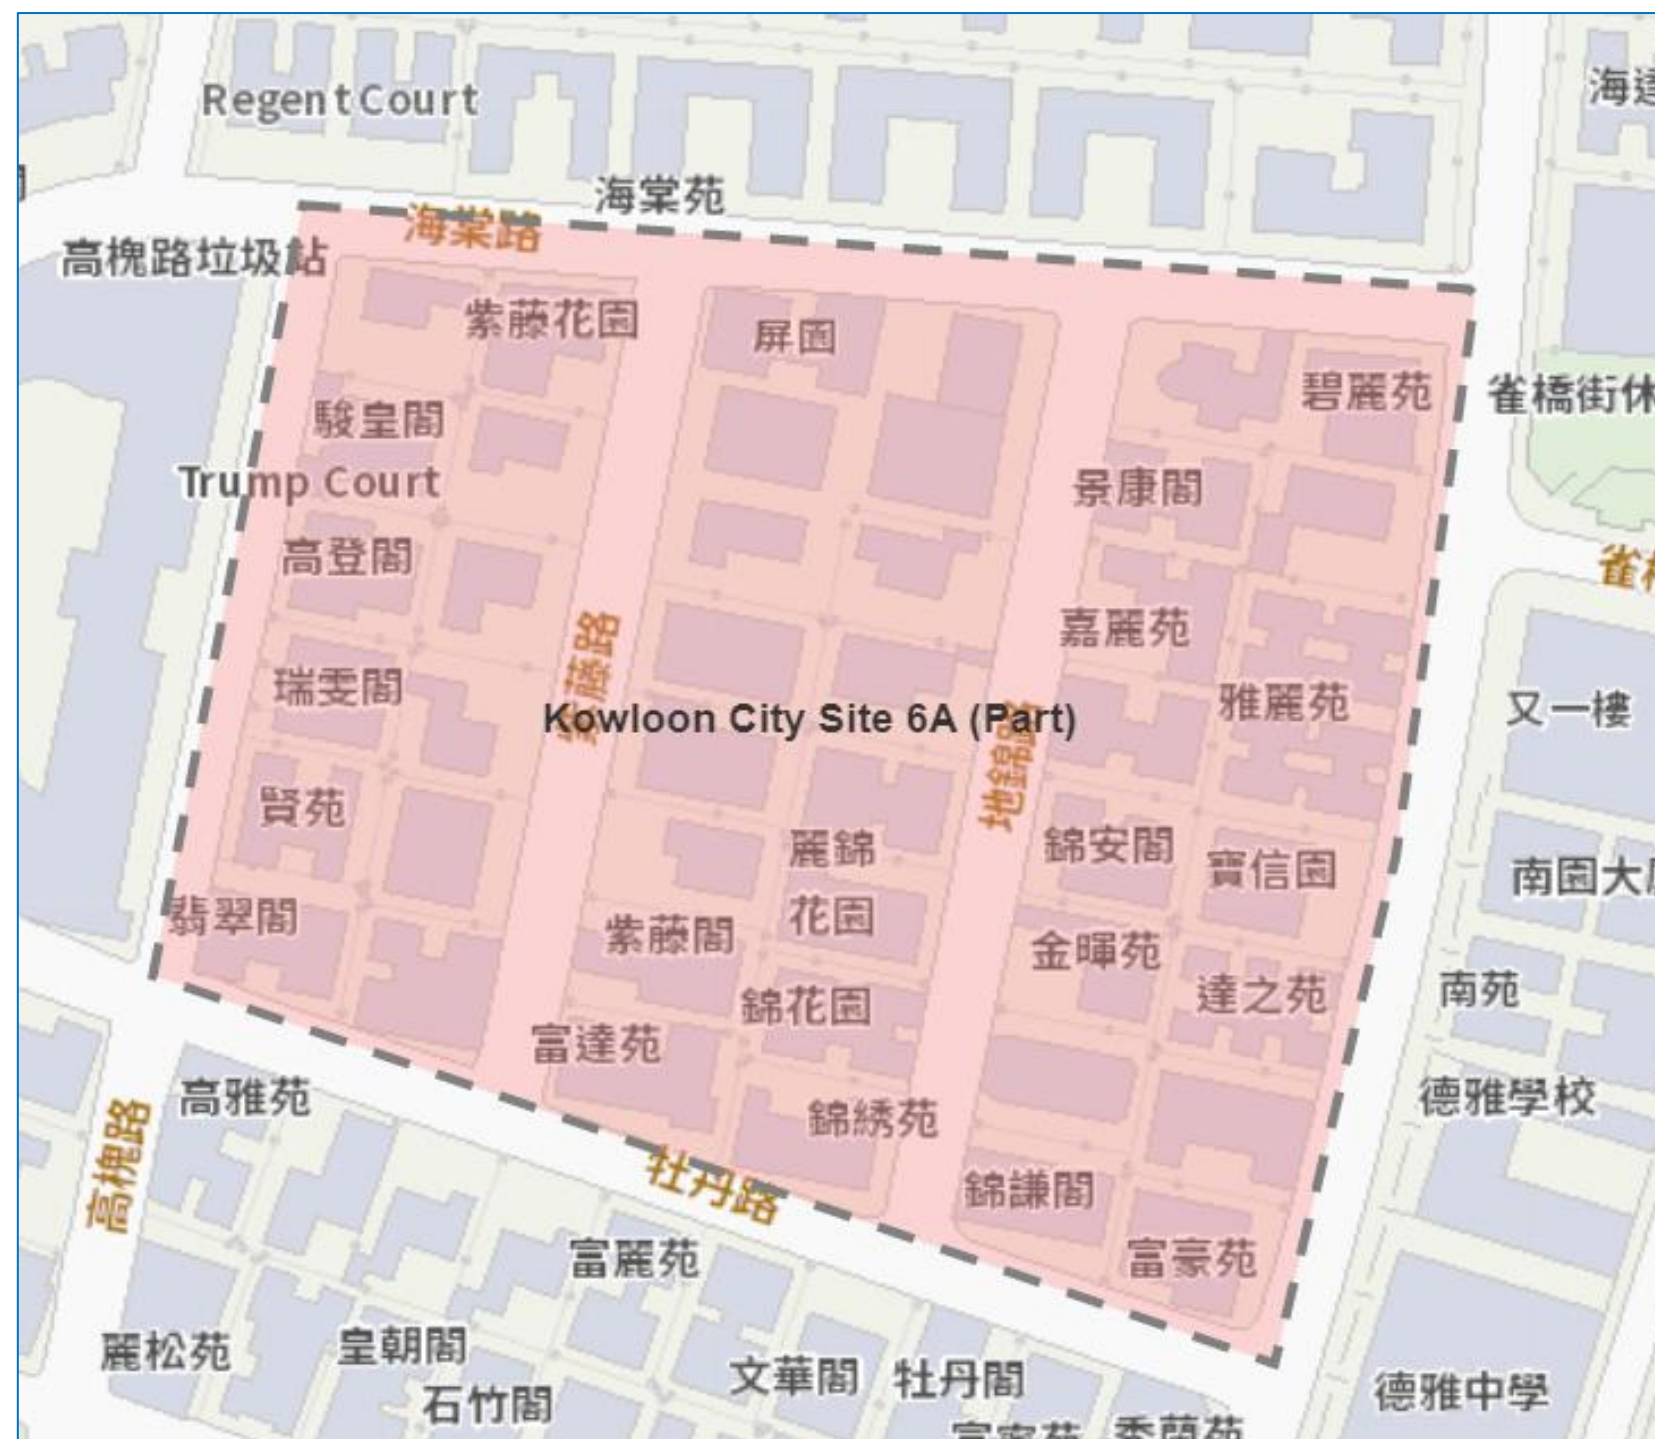 Regent Court
海棠苑
海棠路
高槐路垃圾站
紫藤花園
屏園
碧麗苑
雀橋街休
駿皇閣
Trump Court
景康閣
高登閣
嘉麗苑
紫藤路
瑞雯閣
雅麗苑
又一樓
Kowloon City Site 6A (Part)
地錦路
賢苑
麗錦
花園
錦安閣
寶信園
翡翠閣
紫藤閣
金暉苑
南園大
達之苑
南苑
錦花園
富達苑
高雅苑
錦綉苑
德雅學校
高槐路
牡丹路
錦謙閣
富麗苑
富豪苑
麗松苑
皇朝閣
文華閣
牡丹閣
德雅中學
石竹閣